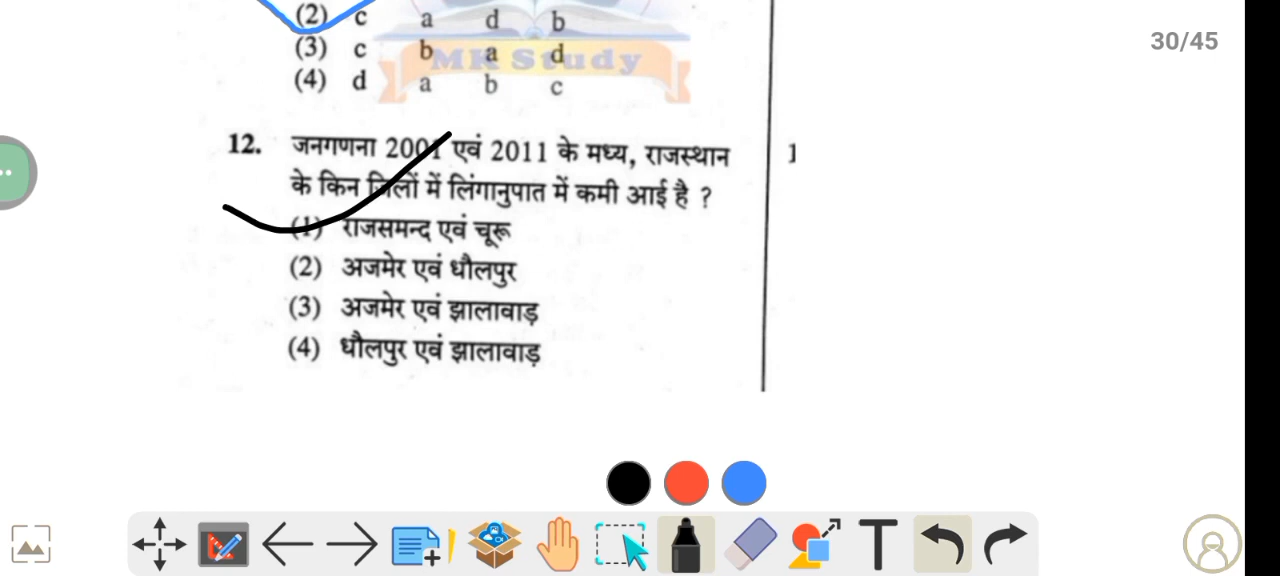 30/45
(2) c a d b
(3) c b a d
MK Study
(4) d a b c
12. जनगणना 2001 एवं 2011 के मध्य, राजस्थान
के किन जिलों में लिंगानुपात में कमी आई है ?
(1) राजसमन्द एवं चूरू
(2) अजमेर एवं धौलपुर
(3) अजमेर एवं झालावाड़
(4) धौलपुर एवं झालावाड़
T